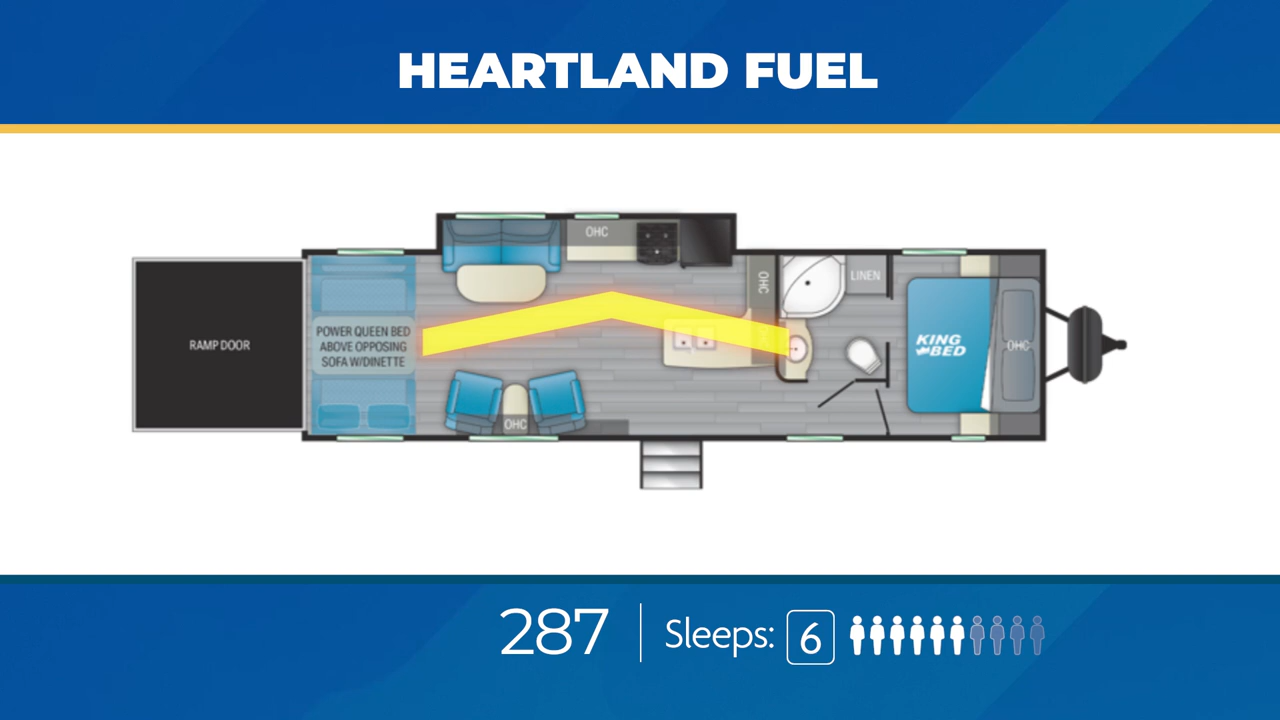 HEARTLAND FUEL
OHC
OHC
LINEN
RAMP DOOR
POWER QUEEN BED
ABOVE OPPOSING
SOFA W/DINETTE
OHC
KING
BED
OHC
OHC
287
Sleeps: 6